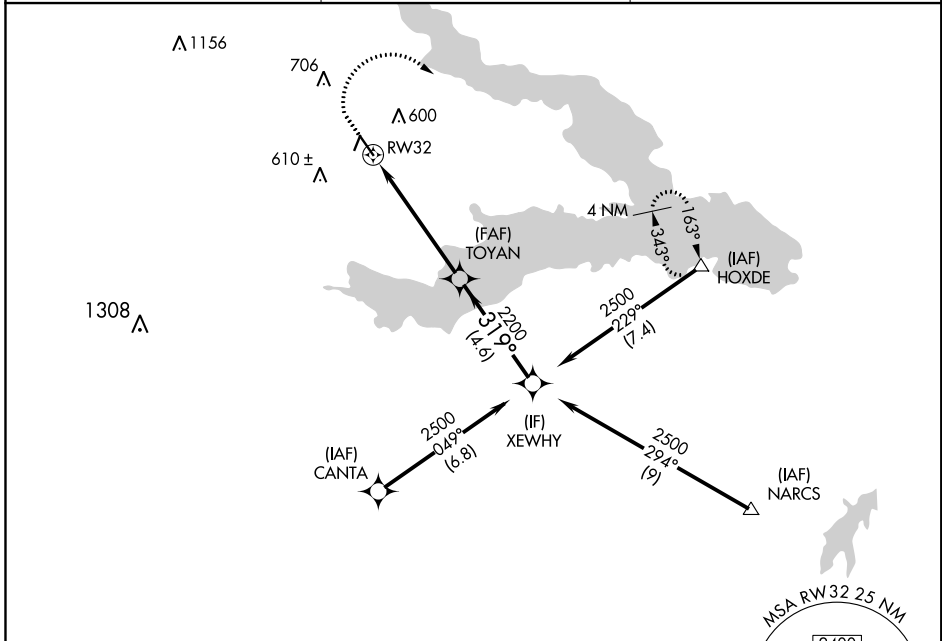 1156
706
600
RW32
610 ±
4 NM
163°
343°
(FAF)
TOYAN
(IAF)
HOXDE
1308
2500
229°
(7.4)
2200
319°
(4.6)
(IF)
XEWHY
2500
049°
(6.8)
(IAF)
CANTA
2500
294°
(9)
(IAF)
NARCS
MSA RW32 25 NM